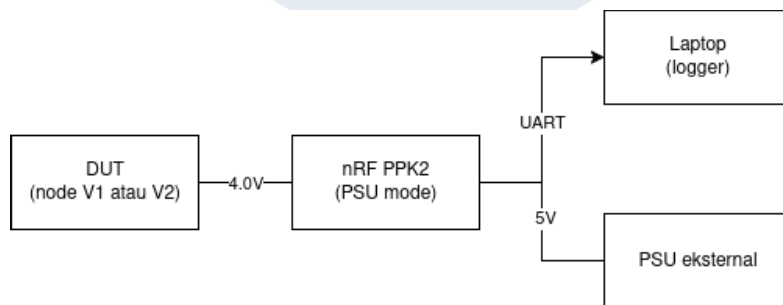 Laptop
(logger)
UART
DUT
(node V1 atau V2)
4.0V
nRF PPK2
(PSU mode)
5V
PSU eksternal